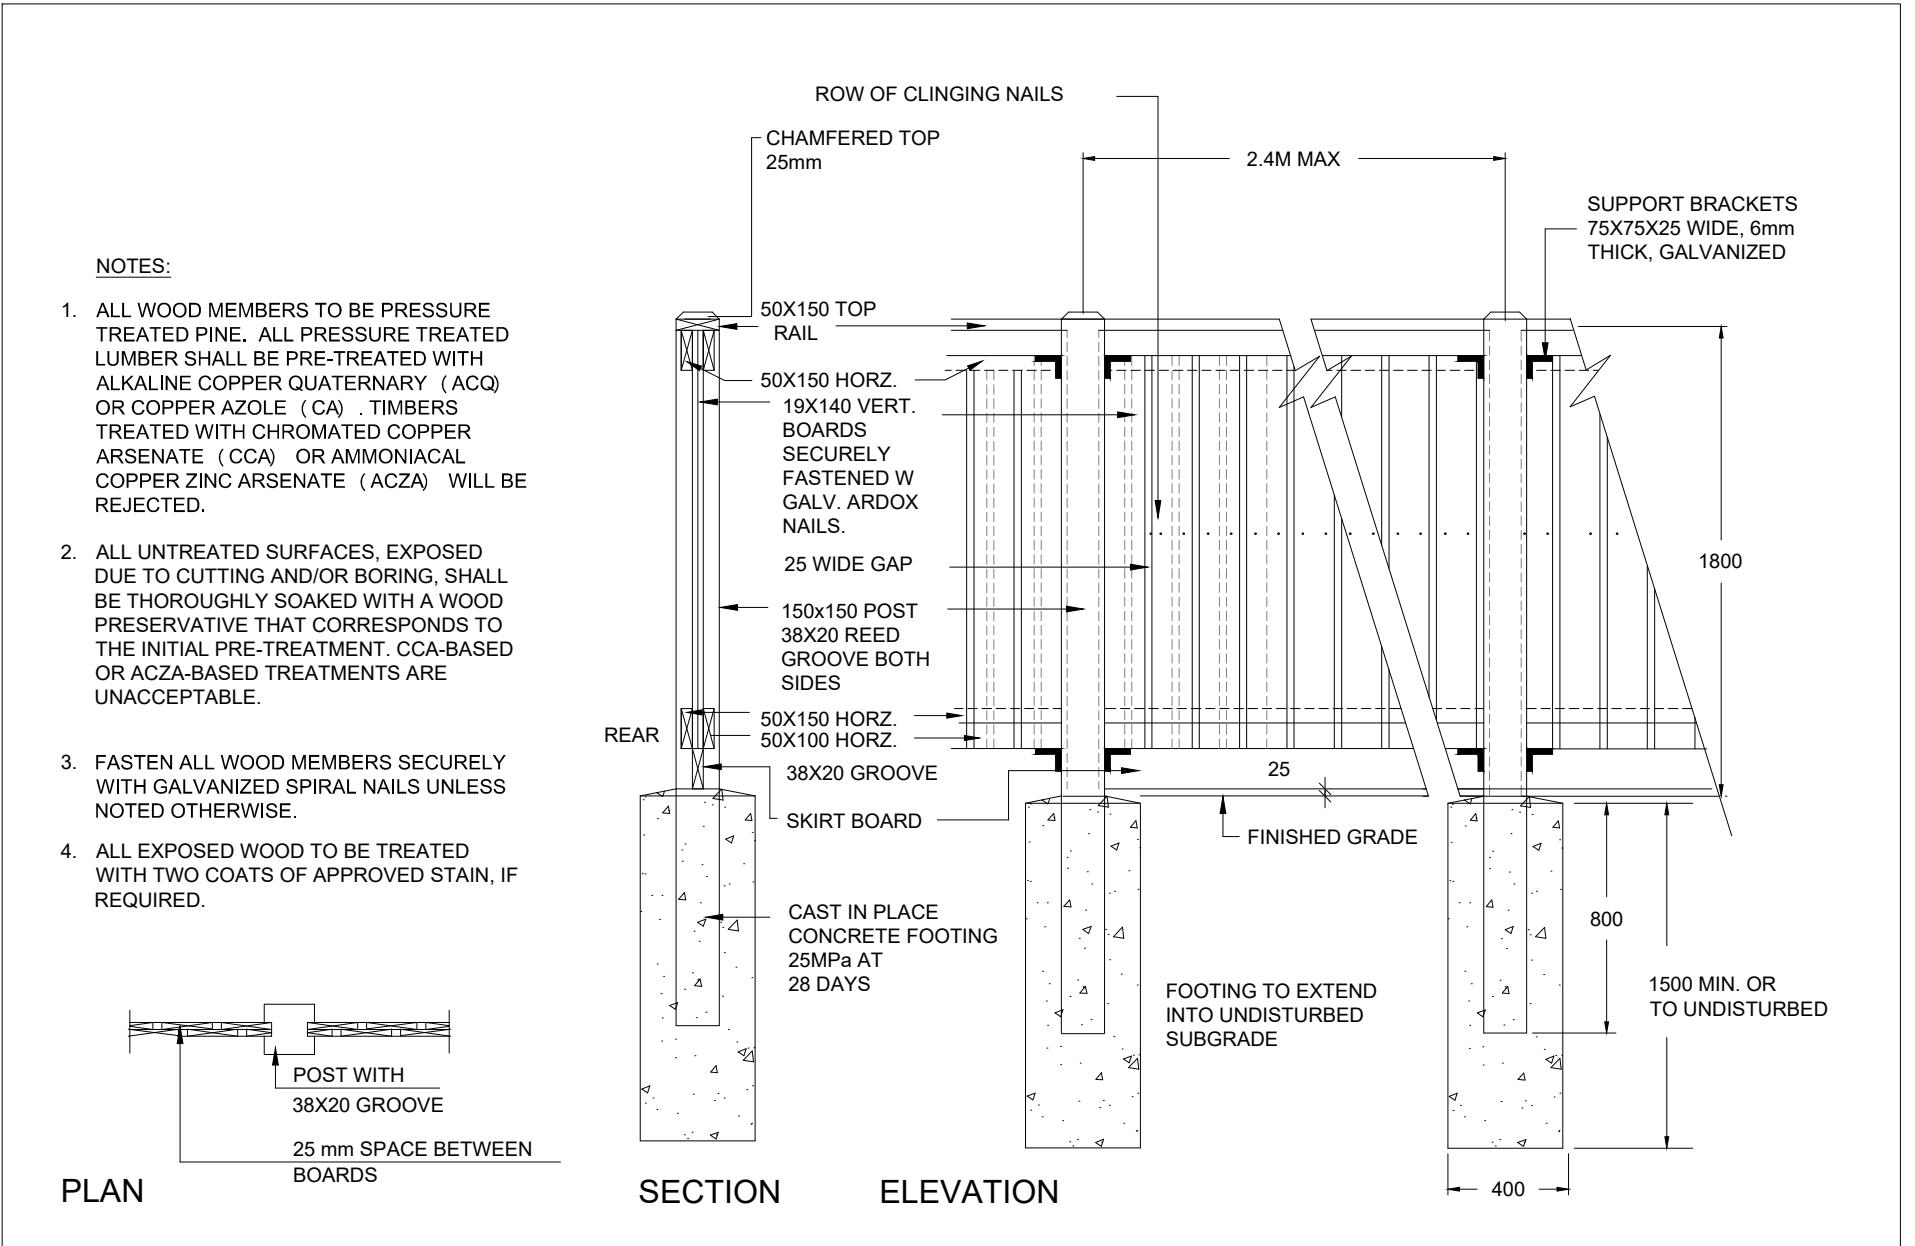 ROW OF CLINGING NAILS
CHAMFERED TOP
25mm
2.4M MAX
SUPPORT BRACKETS
75X75X25 WIDE, 6mm
THICK, GALVANIZED
NOTES:
1. ALL WOOD MEMBERS TO BE PRESSURE
TREATED PINE. ALL PRESSURE TREATED
LUMBER SHALL BE PRE-TREATED WITH
ALKALINE COPPER QUATERNARY (ACQ)
OR COPPER AZOLE (CA) . TIMBERS
TREATED WITH CHROMATED COPPER
ARSENATE (CCA) OR AMMONIACAL
COPPER ZINC ARSENATE (ACZA) WILL BE
REJECTED.
2. ALL UNTREATED SURFACES, EXPOSED
DUE TO CUTTING AND/OR BORING, SHALL
BE THOROUGHLY SOAKED WITH A WOOD
PRESERVATIVE THAT CORRESPONDS TO
THE INITIAL PRE-TREATMENT. CCA-BASED
OR ACZA-BASED TREATMENTS ARE
UNACCEPTABLE.
3. FASTEN ALL WOOD MEMBERS SECURELY
WITH GALVANIZED SPIRAL NAILS UNLESS
NOTED OTHERWISE.
4. ALL EXPOSED WOOD TO BE TREATED
WITH TWO COATS OF APPROVED STAIN, IF
REQUIRED.
50X150 TOP
RAIL
50X150 HORZ.
19X140 VERT.
BOARDS
SECURELY
FASTENED W
GALV. ARDOX
NAILS.
25 WIDE GAP
150x150 POST
38X20 REED
GROOVE BOTH
SIDES
REAR
50X150 HORZ.
50X100 HORZ.
38X20 GROOVE
SKIRT BOARD
25
FINISHED GRADE
1800
CAST IN PLACE
CONCRETE FOOTING
25MPa AT
28 DAYS
FOOTING TO EXTEND
INTO UNDISTURBED
SUBGRADE
800
1500 MIN. OR
TO UNDISTURBED
400
POST WITH
38X20 GROOVE
25 mm SPACE BETWEEN
BOARDS
PLAN
SECTION
ELEVATION